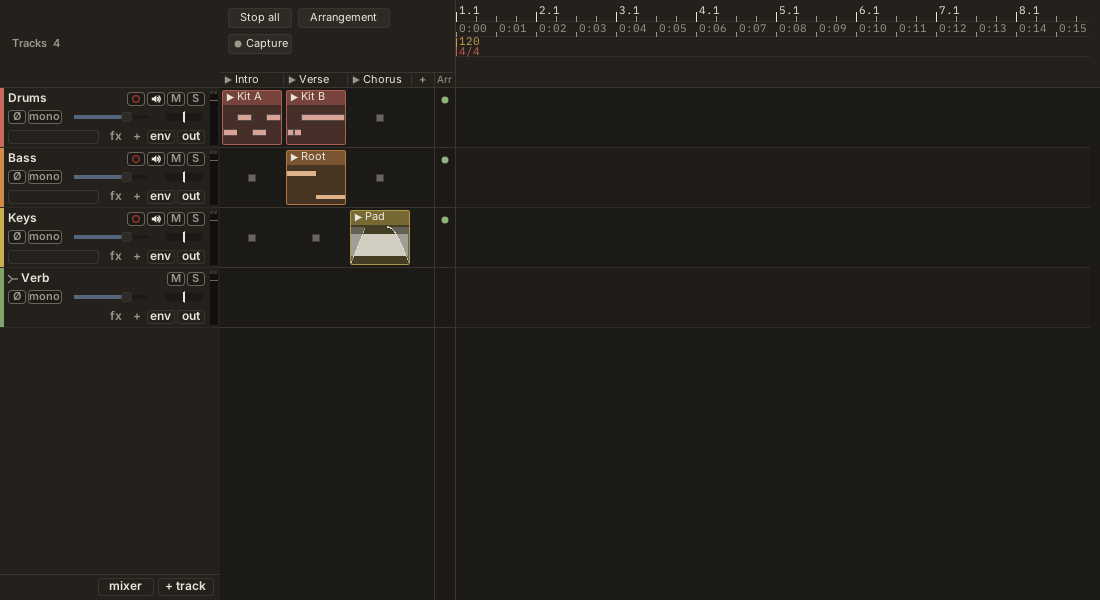 Stop all Arrangement
Tracks 4
Capture
1.1 2.1 3.1 4.1 5.1 6.1 7.1 8.1
0:00 0:01 0:02 0:03 0:04 0:05 0:06 0:07 0:08 0:09 0:10 0:11 0:12 0:13 0:14 0:15
120
4/4
Intro Verse Chorus + Arr
Drums M S
Kit A Kit B
Ø mono
fx + env out
Bass M S
Root
Ø mono
fx + env out
Keys M S
Pad
Ø mono
fx + env out
Verb M S
Ø mono
fx + env out
mixer + track